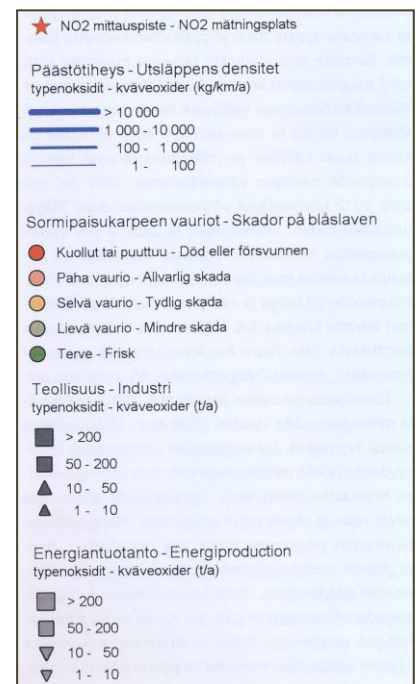 NO2 mittauspiste - NO2 mätningsplats
Päästötiheys - Utsläppens densitet
typenoksidit - kväveoxider (kg/km/a)
> 10 000
1 000 - 10 000
100 - 1 000
1 - 100
Sormipaisukarpeen vauriot - Skador på blåslaven
Kuollut tai puuttuu - Död eller försvunnen
Paha vaurio - Allvarlig skada
Selvä vaurio - Tydlig skada
Lievä vaurio - Mindre skada
Terve - Frisk
Teollisuus - Industri
typenoksidit - kväveoxider (t/a)
> 200
50 - 200
10 - 50
1 - 10
Energiantuotanto - Energiproduction
typenoksidit - kväveoxider (t/a)
> 200
50 - 200
10 - 50
1 - 10